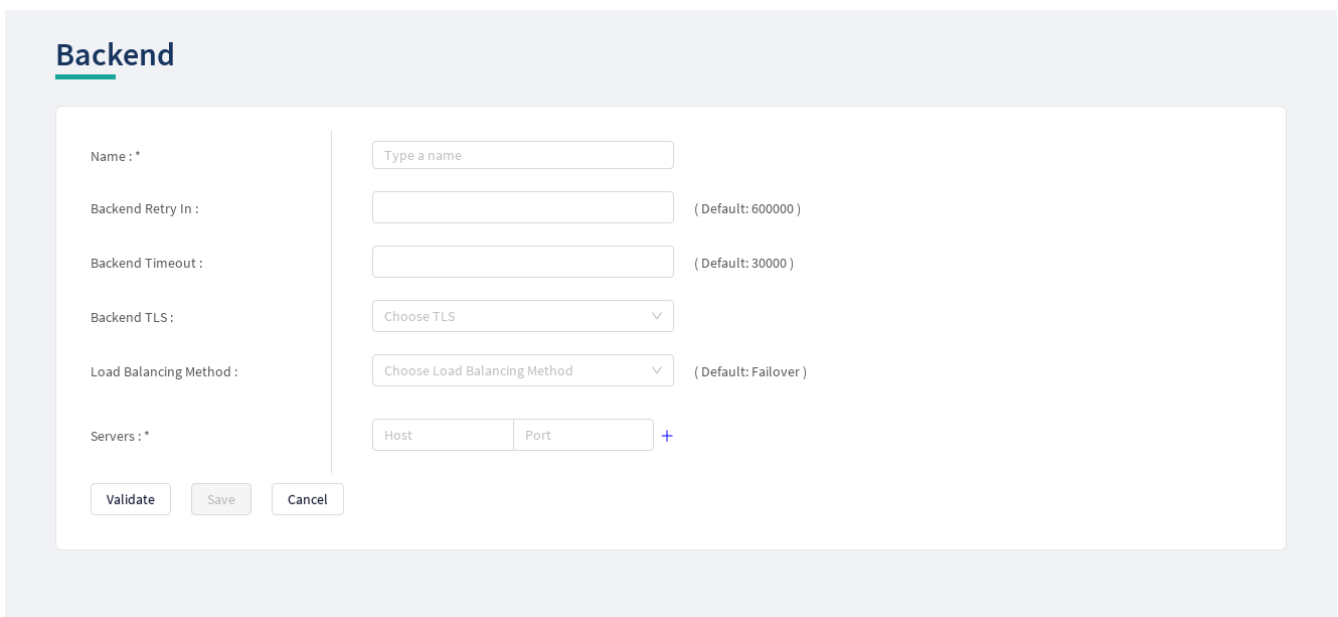 Backend
Name : * Type a name
Backend Retry In : ( Default: 600000 )
Backend Timeout : ( Default: 30000 )
Backend TLS : Choose TLS
Load Balancing Method : Choose Load Balancing Method ( Default: Failover )
Servers : * Host Port +
Validate Save Cancel